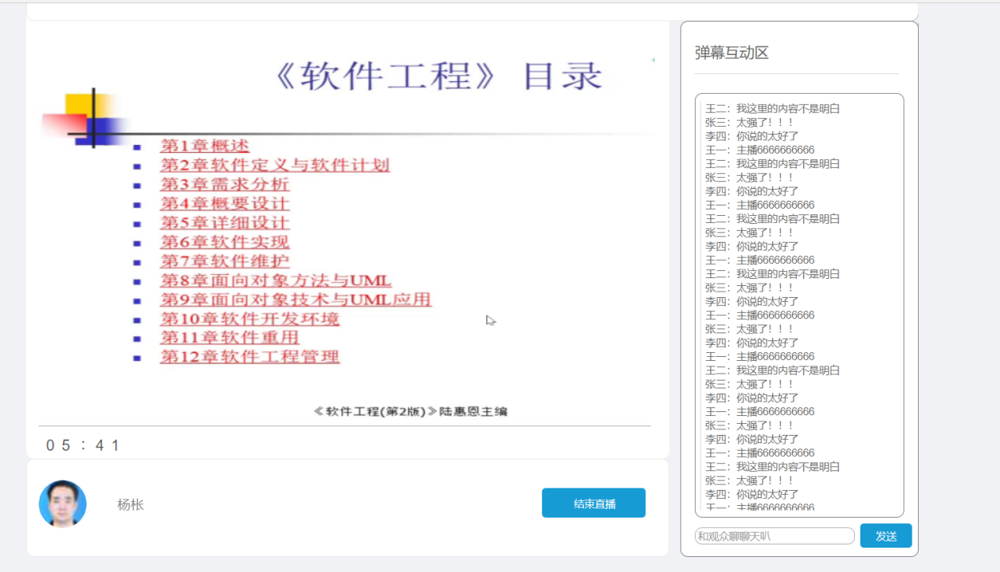 《软件工程》目录
第1章概述
第2章软件定义与软件计划
第3章需求分析
第4章概要设计
第5章详细设计
第6章软件实现
第7章软件维护
第8章面向对象方法与UML
第9章面向对象技术与UML应用
第10章软件开发环境
第11章软件重用
第12章软件工程管理
《软件工程(第2版)》陆惠恩主编
05:41
杨枨
结束直播
弹幕互动区
王二：我这里的内容不是明白
张三：太强了！！！
李四：你说的太好了
王一：主播6666666666
王二：我这里的内容不是明白
张三：太强了！！！
李四：你说的太好了
王一：主播6666666666
王二：我这里的内容不是明白
张三：太强了！！！
李四：你说的太好了
王一：主播6666666666
王二：我这里的内容不是明白
张三：太强了！！！
李四：你说的太好了
王一：主播6666666666
张三：太强了！！！
李四：你说的太好了
王一：主播6666666666
王二：我这里的内容不是明白
张三：太强了！！！
李四：你说的太好了
王一：主播6666666666
张三：太强了！！！
李四：你说的太好了
王一：主播6666666666
王二：我这里的内容不是明白
张三：太强了！！！
李四：你说的太好了
王一：主播6666666666
和观众聊聊天叭
发送